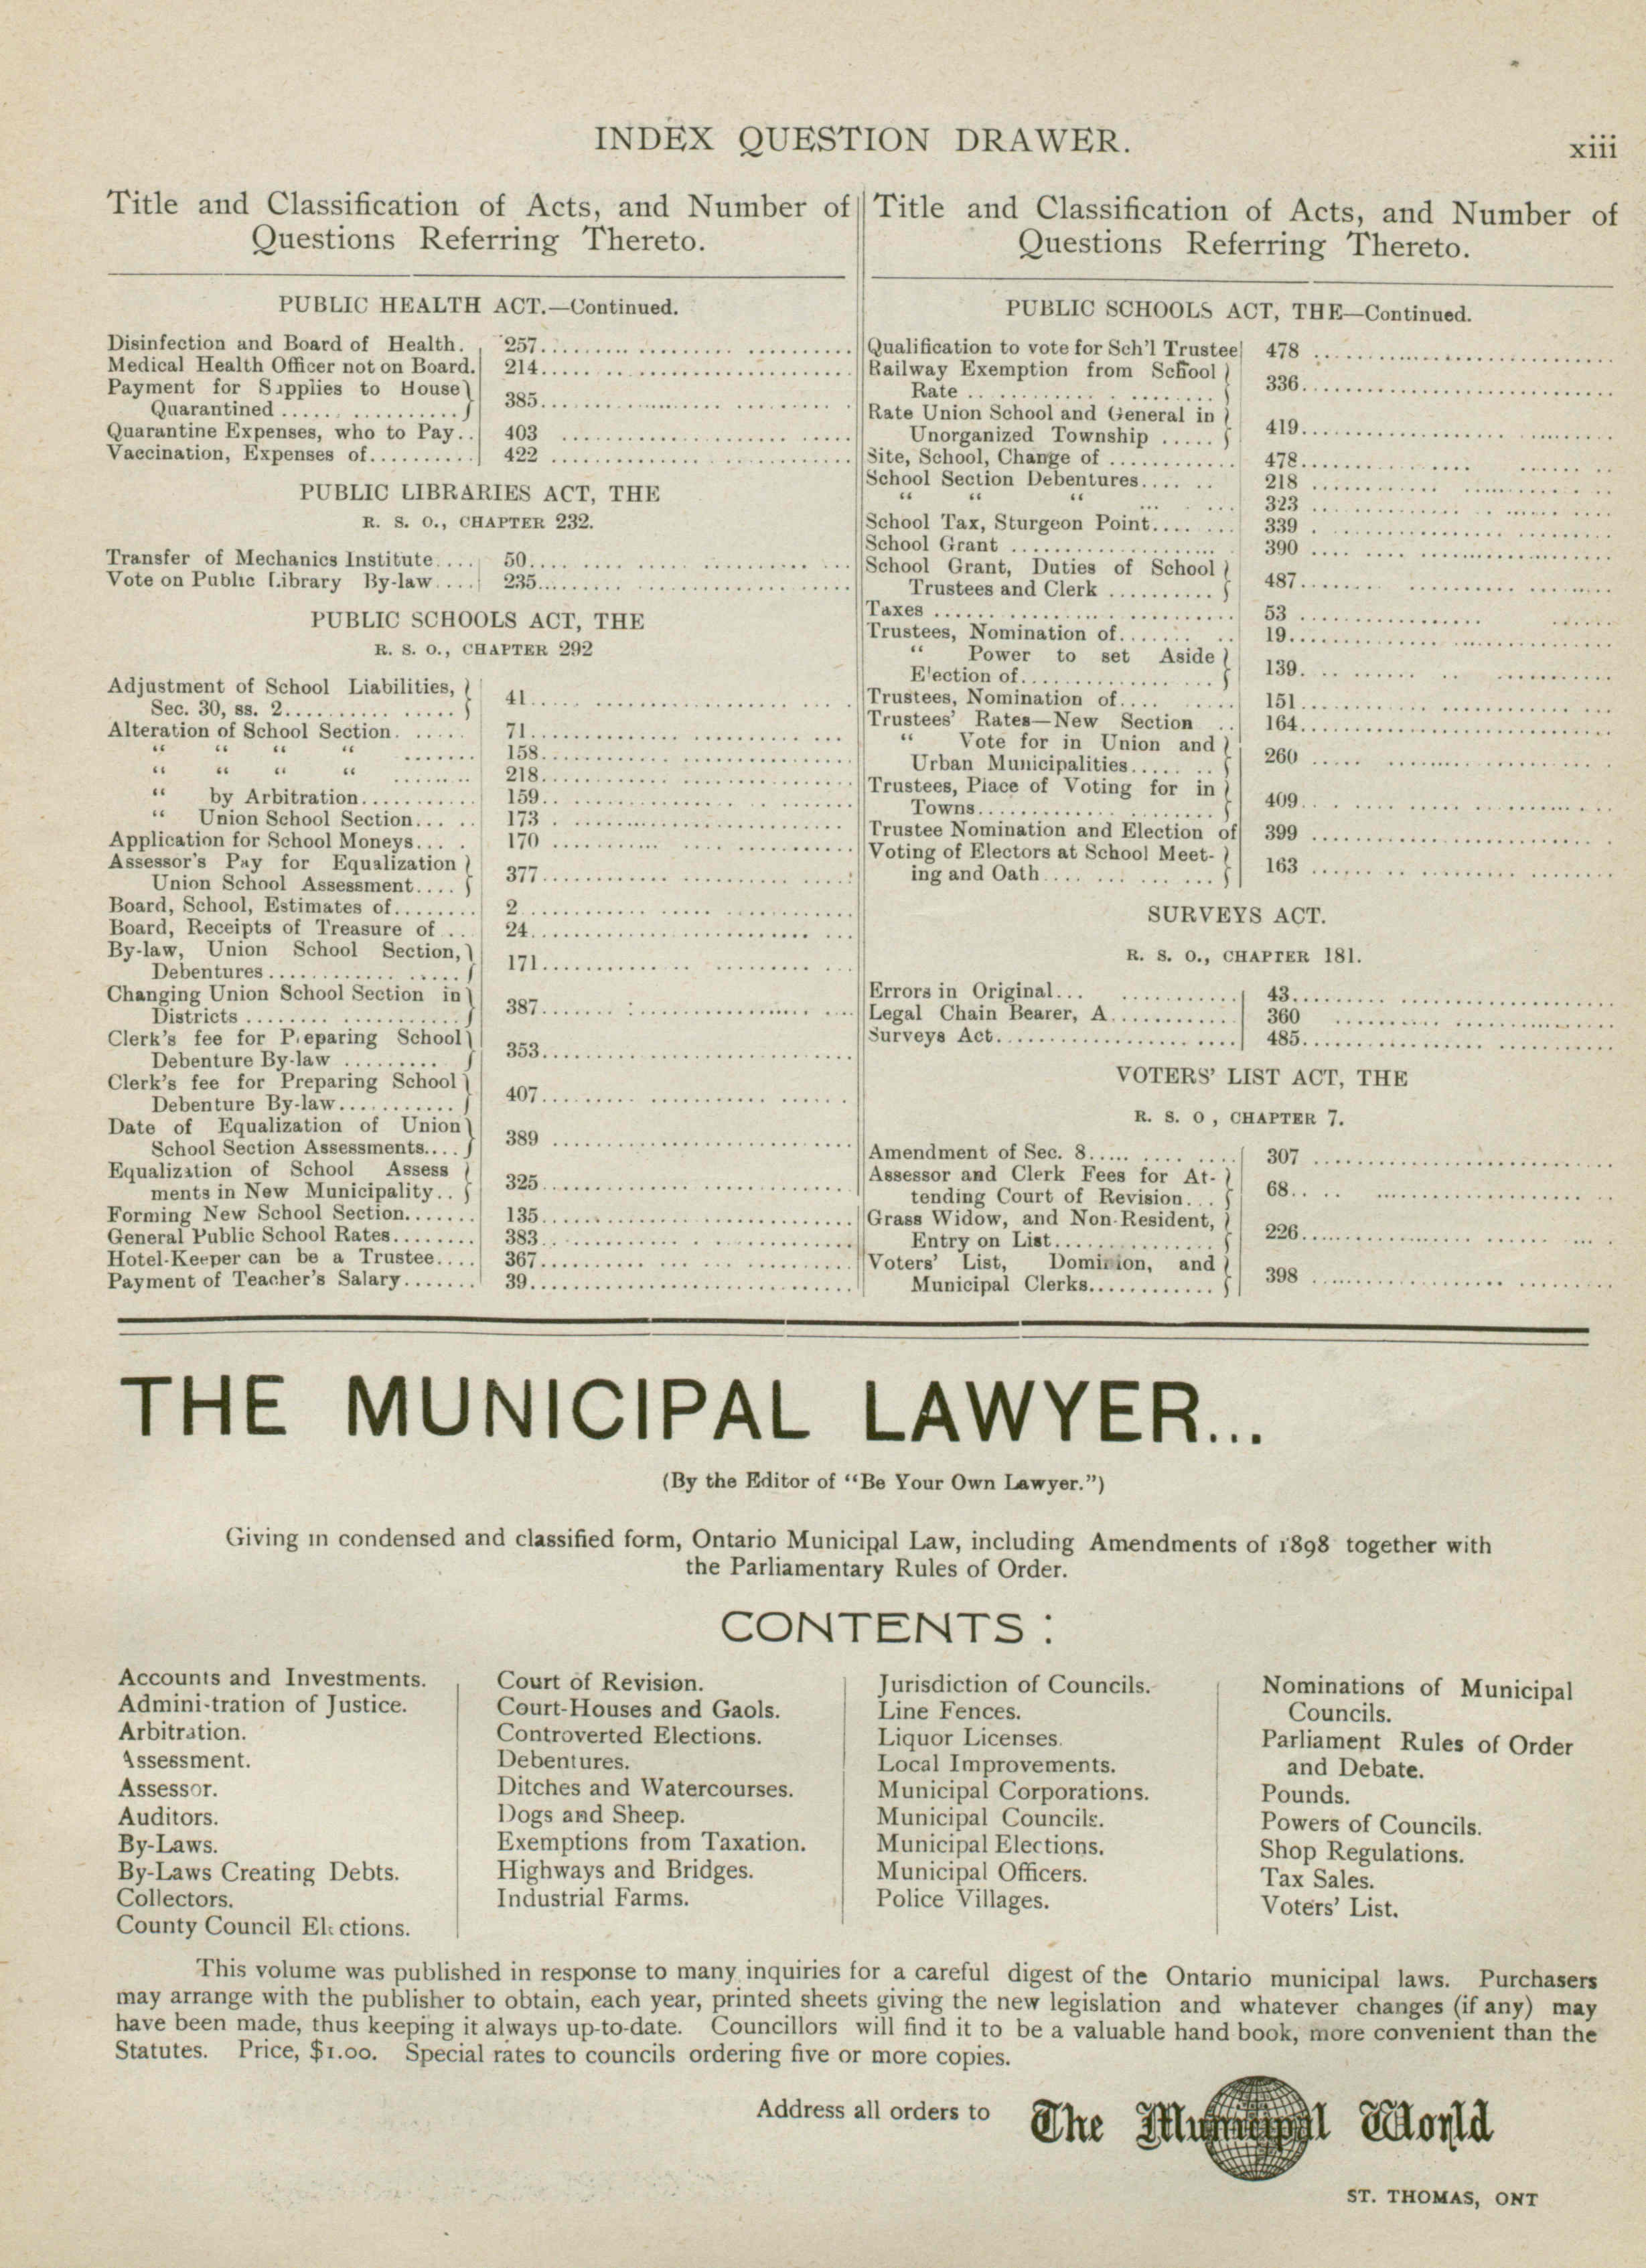 INDEX QUESTION DRAWER.
xiii
Title and Classification of Acts, and Number of
Questions Referring Thereto.
PUBLIC HEALTH ACT.—Continued.
Disinfection and Board of Health. 257
Medical Health Officer not on Board. 214
Payment for Supplies to House
Quarantined 385
Quarantine Expenses, who to Pay 403
Vaccination, Expenses of 422
PUBLIC LIBRARIES ACT, THE
R. S. O., CHAPTER 232.
Transfer of Mechanics Institute 50
Vote on Public Library By-law 235
PUBLIC SCHOOLS ACT, THE
R. S. O., CHAPTER 292
Adjustment of School Liabilities,
Sec. 30, ss. 2 41
Alteration of School Section 71
" " " " 158
" " " " 218
" by Arbitration 159
" Union School Section 173
Application for School Moneys 170
Assessor's Pay for Equalization
Union School Assessment 377
Board, School, Estimates of 2
Board, Receipts of Treasure of 24
By-law, Union School Section,
Debentures 171
Changing Union School Section in
Districts 387
Clerk's fee for Preparing School
Debenture By-law 353
Clerk's fee for Preparing School
Debenture By-law 407
Date of Equalization of Union
School Section Assessments 389
Equalization of School Assess
ments in New Municipality 325
Forming New School Section 135
General Public School Rates 383
Hotel-Keeper can be a Trustee 367
Payment of Teacher's Salary 39
Title and Classification of Acts, and Number of
Questions Referring Thereto.
PUBLIC SCHOOLS ACT, THE—Continued.
Qualification to vote for Sch'l Trustee 478
Railway Exemption from School
Rate 336
Rate Union School and General in
Unorganized Township 419
Site, School, Change of 478
School Section Debentures 218
" " " 323
School Tax, Sturgeon Point 339
School Grant 390
School Grant, Duties of School
Trustees and Clerk 487
Taxes 53
Trustees, Nomination of 19
" Power to set Aside
Election of 139
Trustees, Nomination of 151
Trustees' Rates—New Section 164
" Vote for in Union and
Urban Municipalities 260
Trustees, Place of Voting for in
Towns 409
Trustee Nomination and Election of 399
Voting of Electors at School Meet-
ing and Oath 163
SURVEYS ACT.
R. S. O., CHAPTER 181.
Errors in Original 43
Legal Chain Bearer, A 360
Surveys Act 485
VOTERS' LIST ACT, THE
R. S. O, CHAPTER 7.
Amendment of Sec. 8 307
Assessor and Clerk Fees for At-
tending Court of Revision 68
Grass Widow, and Non-Resident,
Entry on List 226
Voters' List, Dominion, and
Municipal Clerks 398
THE MUNICIPAL LAWYER...
(By the Editor of "Be Your Own Lawyer.")
Giving in condensed and classified form, Ontario Municipal Law, including Amendments of 1898 together with
the Parliamentary Rules of Order.
CONTENTS:
Accounts and Investments.
Administration of Justice.
Arbitration.
Assessment.
Assessor.
Auditors.
By-Laws.
By-Laws Creating Debts.
Collectors.
County Council Elections.
Court of Revision.
Court-Houses and Gaols.
Controverted Elections.
Debentures.
Ditches and Watercourses.
Dogs and Sheep.
Exemptions from Taxation.
Highways and Bridges.
Industrial Farms.
Jurisdiction of Councils.
Line Fences.
Liquor Licenses.
Local Improvements.
Municipal Corporations.
Municipal Councils.
Municipal Elections.
Municipal Officers.
Police Villages.
Nominations of Municipal
Councils.
Parliament Rules of Order
and Debate.
Pounds.
Powers of Councils.
Shop Regulations.
Tax Sales.
Voters' List.
This volume was published in response to many inquiries for a careful digest of the Ontario municipal laws. Purchasers
may arrange with the publisher to obtain, each year, printed sheets giving the new legislation and whatever changes (if any) may
have been made, thus keeping it always up-to-date. Councillors will find it to be a valuable hand book, more convenient than the
Statutes. Price, $1.00. Special rates to councils ordering five or more copies.
Address all orders to The Municipal World
ST. THOMAS, ONT